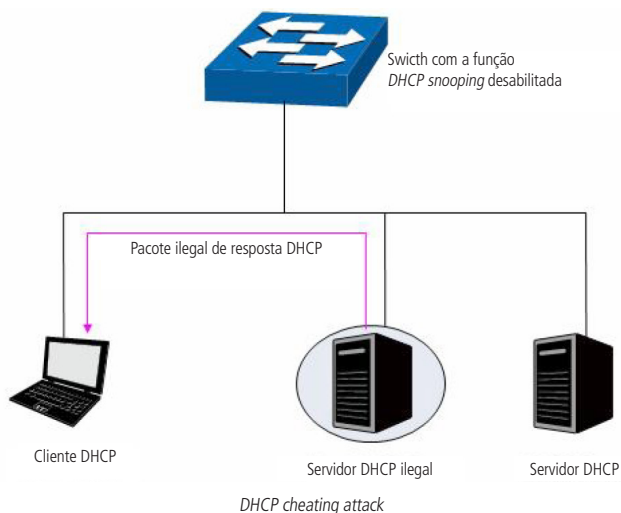 Swicth com a função
DHCP snooping desabilitada
Pacote ilegal de resposta DHCP
Cliente DHCP
Servidor DHCP ilegal
Servidor DHCP
DHCP cheating attack